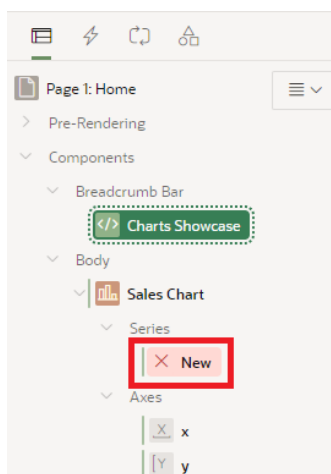 Page 1: Home
Pre-Rendering
Components
Breadcrumb Bar
</> Charts Showcase
Body
Sales Chart
Series
New
Axes
X x
Y y